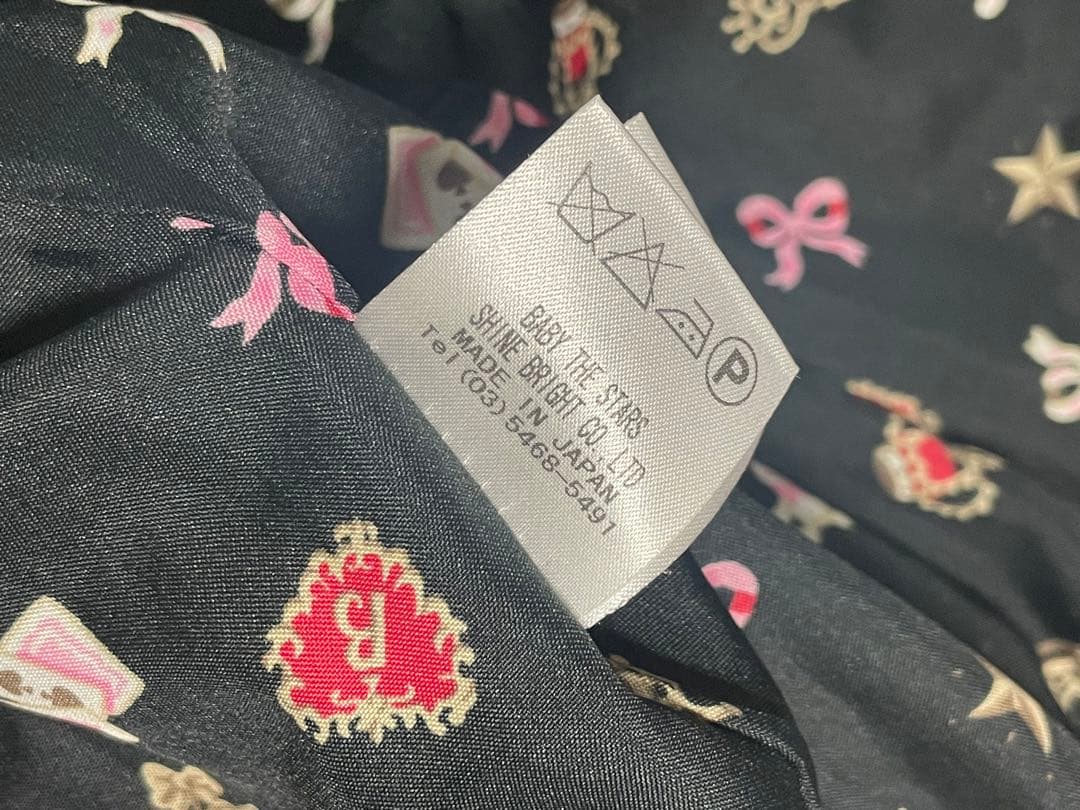 P
BABY THE STARS
SHINE BRIGHT CO.,LTD
MADE IN JAPAN
Tel (03)5468-5491
B